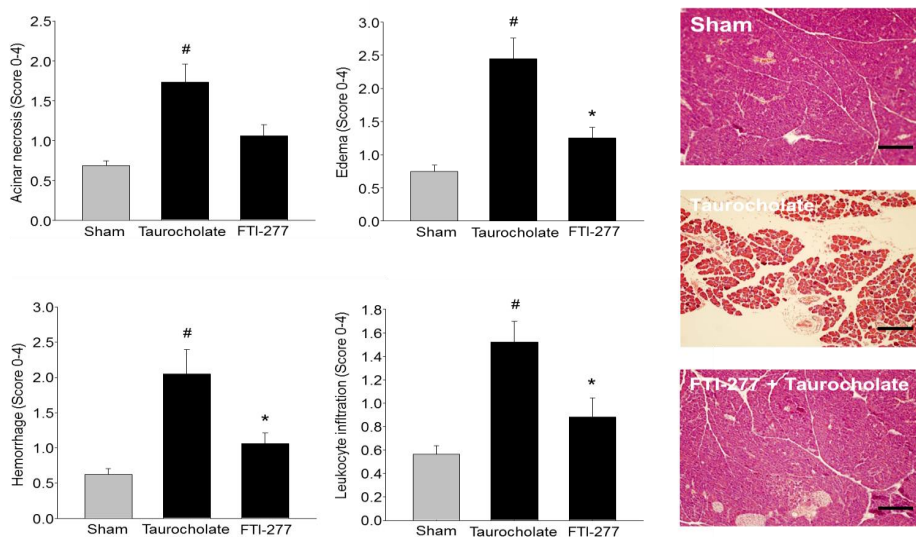 Acinar necrosis (Score 0-4)
2.5
2.0
1.5
1.0
0.5
0.0
#
Sham
Taurocholate
FTI-277
Edema (Score 0-4)
3.0
2.5
2.0
1.5
1.0
0.5
0.0
#
*
Sham
Taurocholate
FTI-277
Sham
Taurocholate
FTI-277 + Taurocholate
Hemorrhage (Score 0-4)
3.0
2.5
2.0
1.5
1.0
0.5
0.0
#
*
Sham
Taurocholate
FTI-277
Leukocyte infiltration (Score 0-4)
1.8
1.6
1.4
1.2
1.0
0.8
0.6
0.4
0.2
0.0
#
*
Sham
Taurocholate
FTI-277